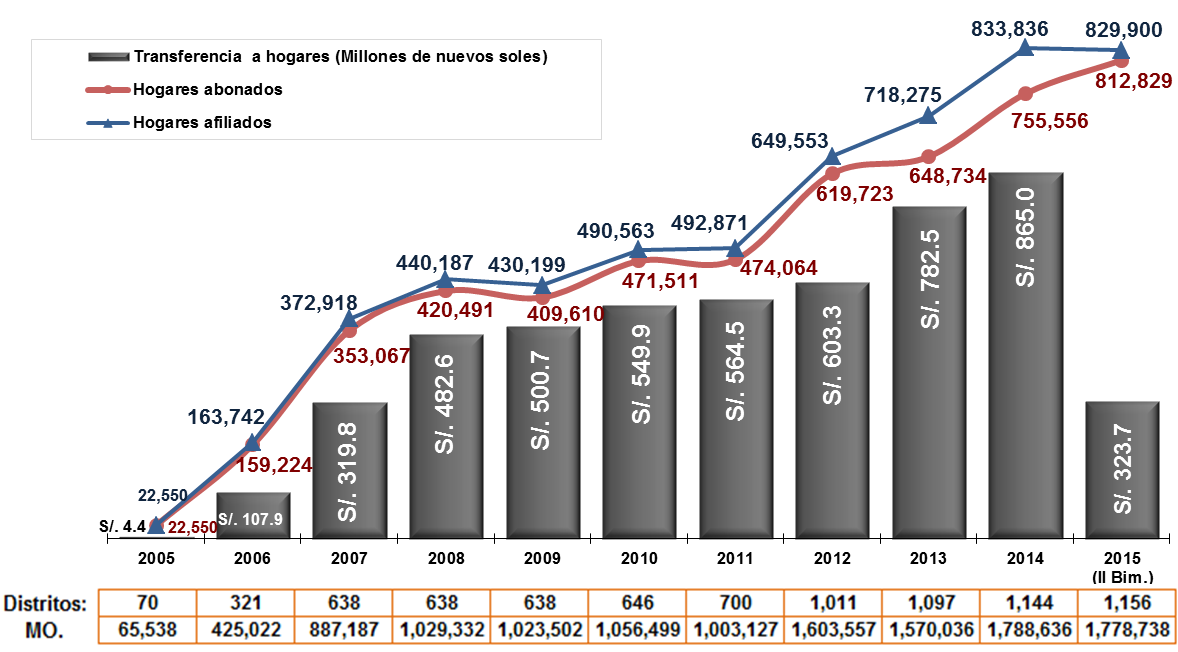 Transferencia a hogares (Millones de nuevos soles)
Hogares abonados
Hogares afiliados
22,550
163,742
372,918
440,187
430,199
490,563
492,871
649,553
718,275
833,836
829,900
22,550
159,224
353,067
420,491
409,610
471,511
474,064
619,723
648,734
755,556
812,829
S/. 4.4
S/. 107.9
S/. 319.8
S/. 482.6
S/. 500.7
S/. 549.9
S/. 564.5
S/. 603.3
S/. 782.5
S/. 865.0
S/. 323.7
2005 2006 2007 2008 2009 2010 2011 2012 2013 2014 2015
(II Bim.)
Distritos: 70 321 638 638 638 646 700 1,011 1,097 1,144 1,156
MO. 65,538 425,022 887,187 1,029,332 1,023,502 1,056,499 1,003,127 1,603,557 1,570,036 1,788,636 1,778,738